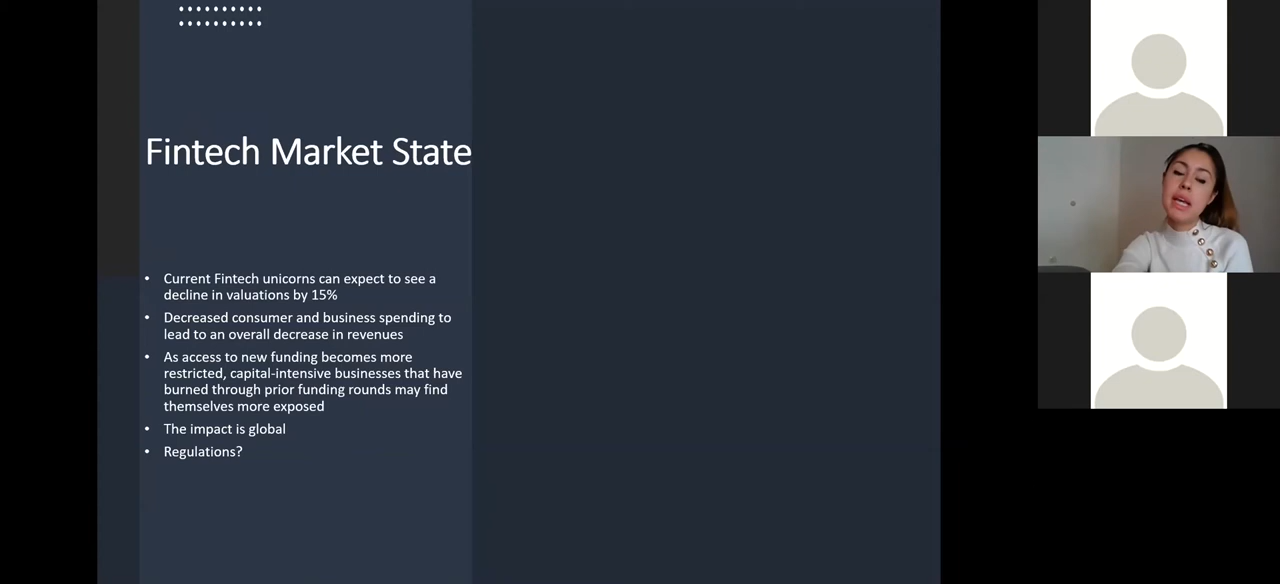 Fintech Market State
• Current Fintech unicorns can expect to see a
decline in valuations by 15%
• Decreased consumer and business spending to
lead to an overall decrease in revenues
• As access to new funding becomes more
restricted, capital-intensive businesses that have
burned through prior funding rounds may find
themselves more exposed
• The impact is global
• Regulations?